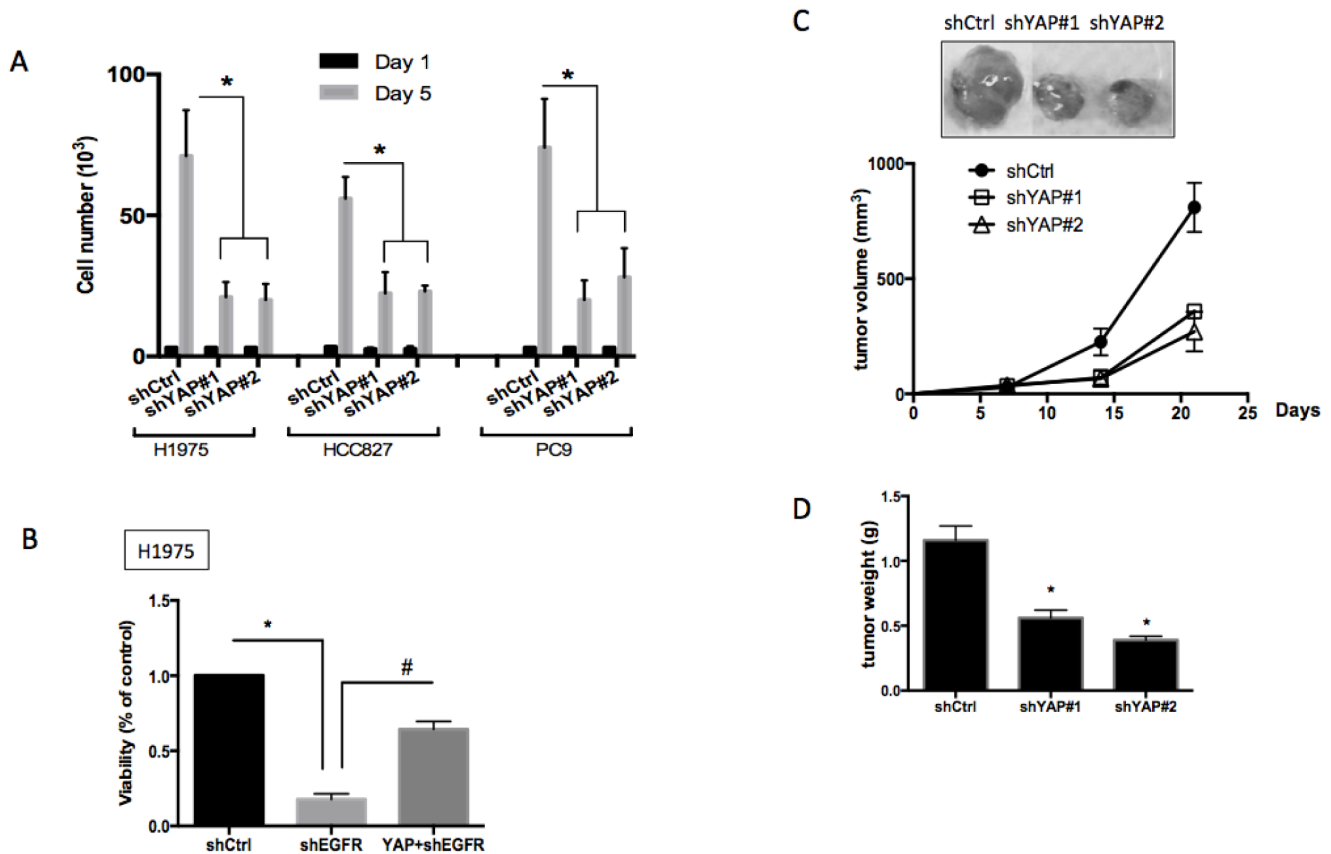 A
Day 1
Day 5
*
*
*
100
50
0
Cell number (10³)
shCtrl
shYAP#1
shYAP#2
shCtrl
shYAP#1
shYAP#2
shCtrl
shYAP#1
shYAP#2
H1975
HCC827
PC9
B
H1975
*
#
1.5
1.0
0.5
0.0
Viability (% of control)
shCtrl shEGFR YAP+shEGFR
C
shCtrl shYAP#1 shYAP#2
shCtrl
shYAP#1
shYAP#2
1000
500
0
tumor volume (mm³)
0 5 10 15 20 25 Days
D
1.5
1.0
0.5
0.0
tumor weight (g)
*
*
shCtrl shYAP#1 shYAP#2